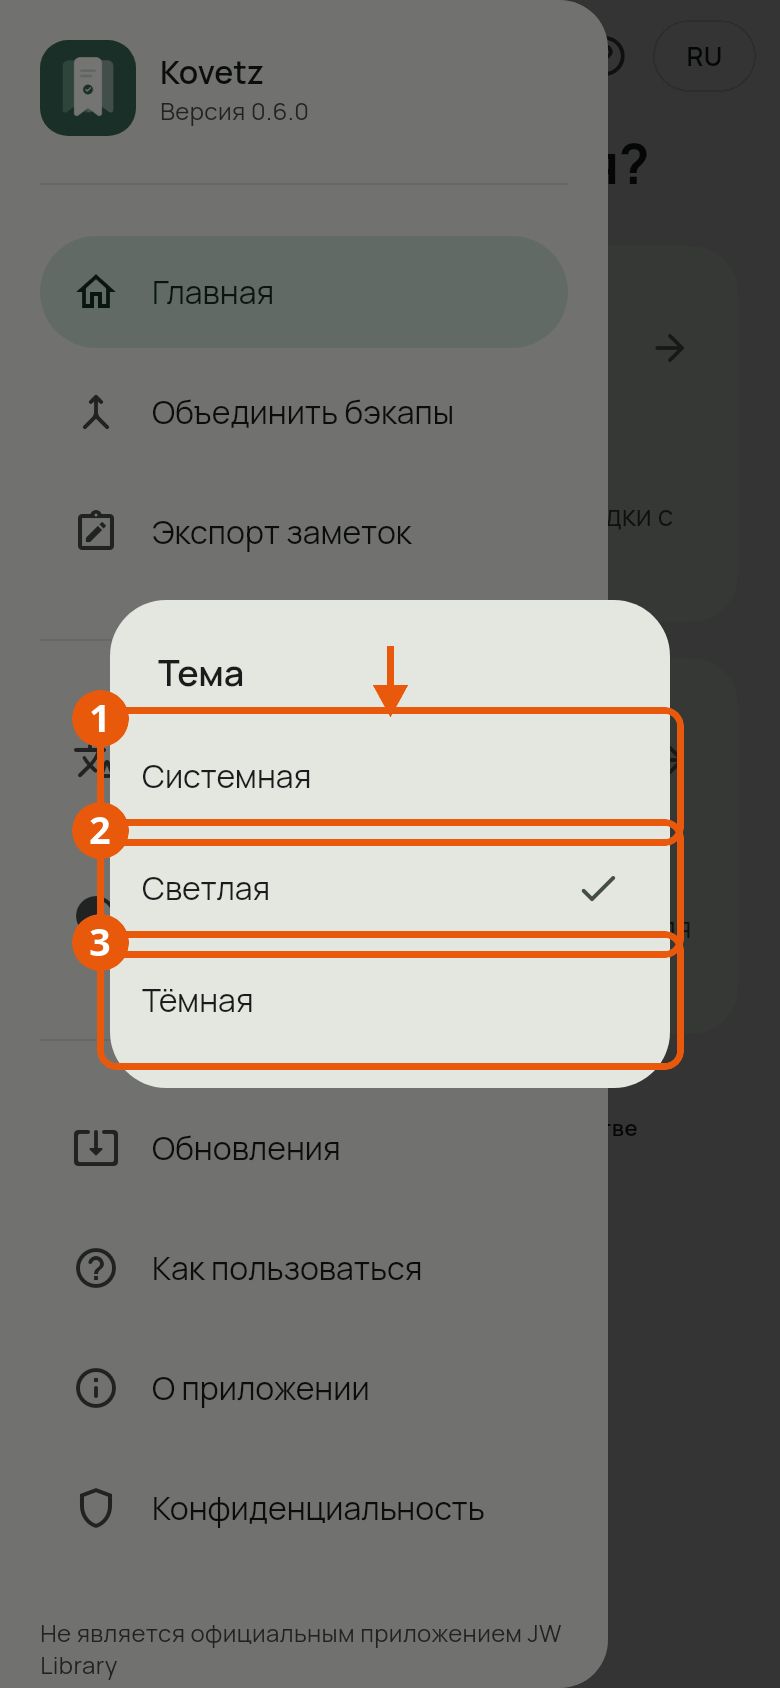 Kovetz
Версия 0.6.0
RU
?
Главная
Объединить бэкапы
Экспорт заметок
дки с
Тема
1
Системная
2
Светлая
3
Тёмная
Обновления
тве
Как пользоваться
О приложении
Конфиденциальность
Не является официальным приложением JW
Library